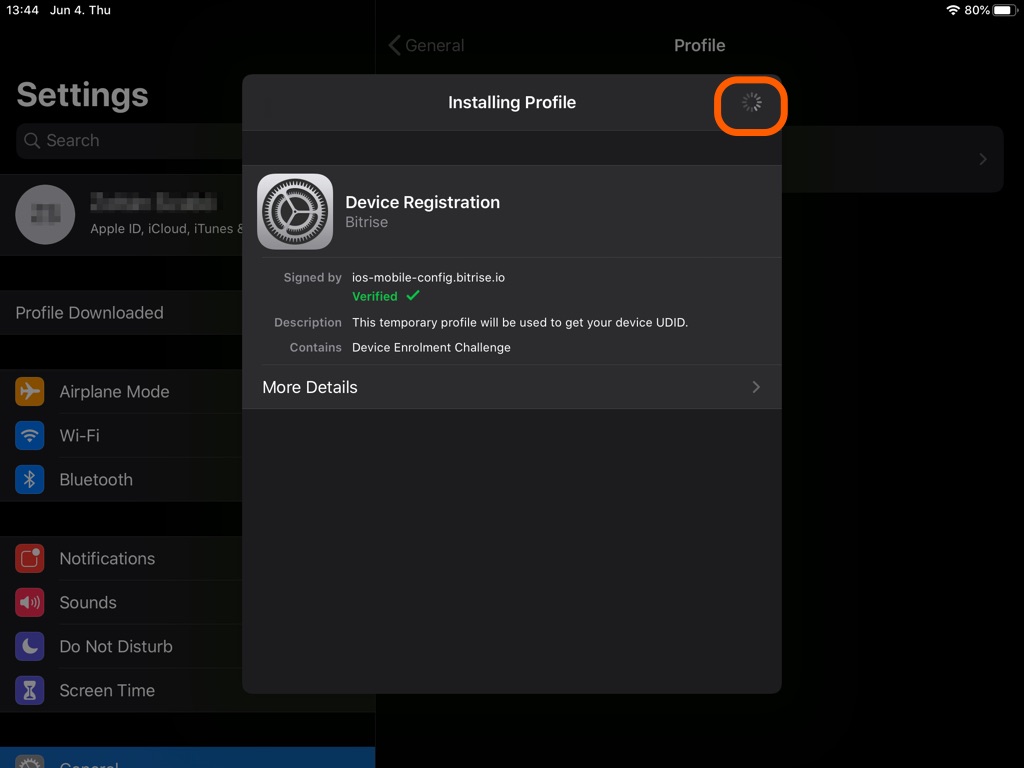 13:44 Jun 4. Thu
80%
General
Profile
Settings
Search
Apple ID, iCloud, iTunes &
Profile Downloaded
Airplane Mode
Wi-Fi
Bluetooth
Notifications
Sounds
Do Not Disturb
Screen Time
General
Installing Profile
Device Registration
Bitrise
Signed by ios-mobile-config.bitrise.io
Verified
Description This temporary profile will be used to get your device UDID.
Contains Device Enrolment Challenge
More Details